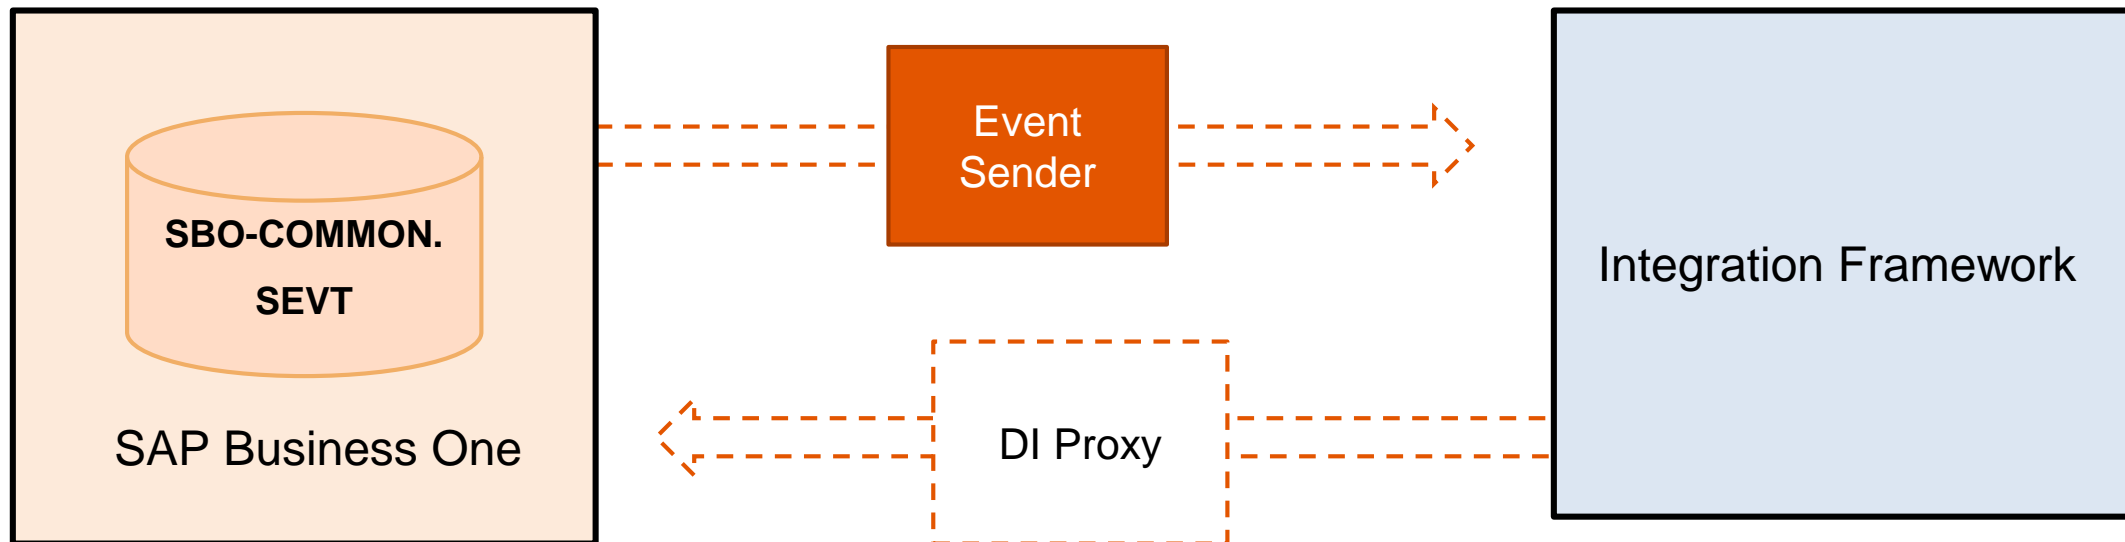 SBO-COMMON.
SEVT
SAP Business One
Event
Sender
DI Proxy
Integration Framework